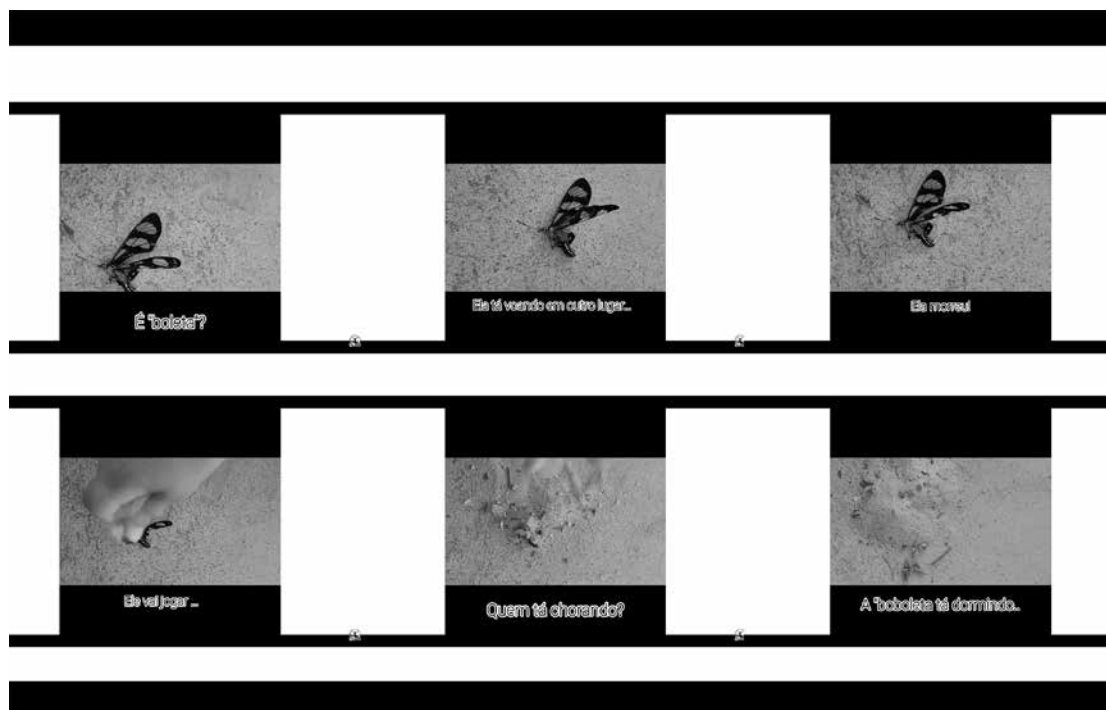 É "boleta"?
Ela tá voando em outro lugar...
Ela morreu!
Ele vai jogar ...
Quem tá chorando?
A "boboleta tá dormindo..